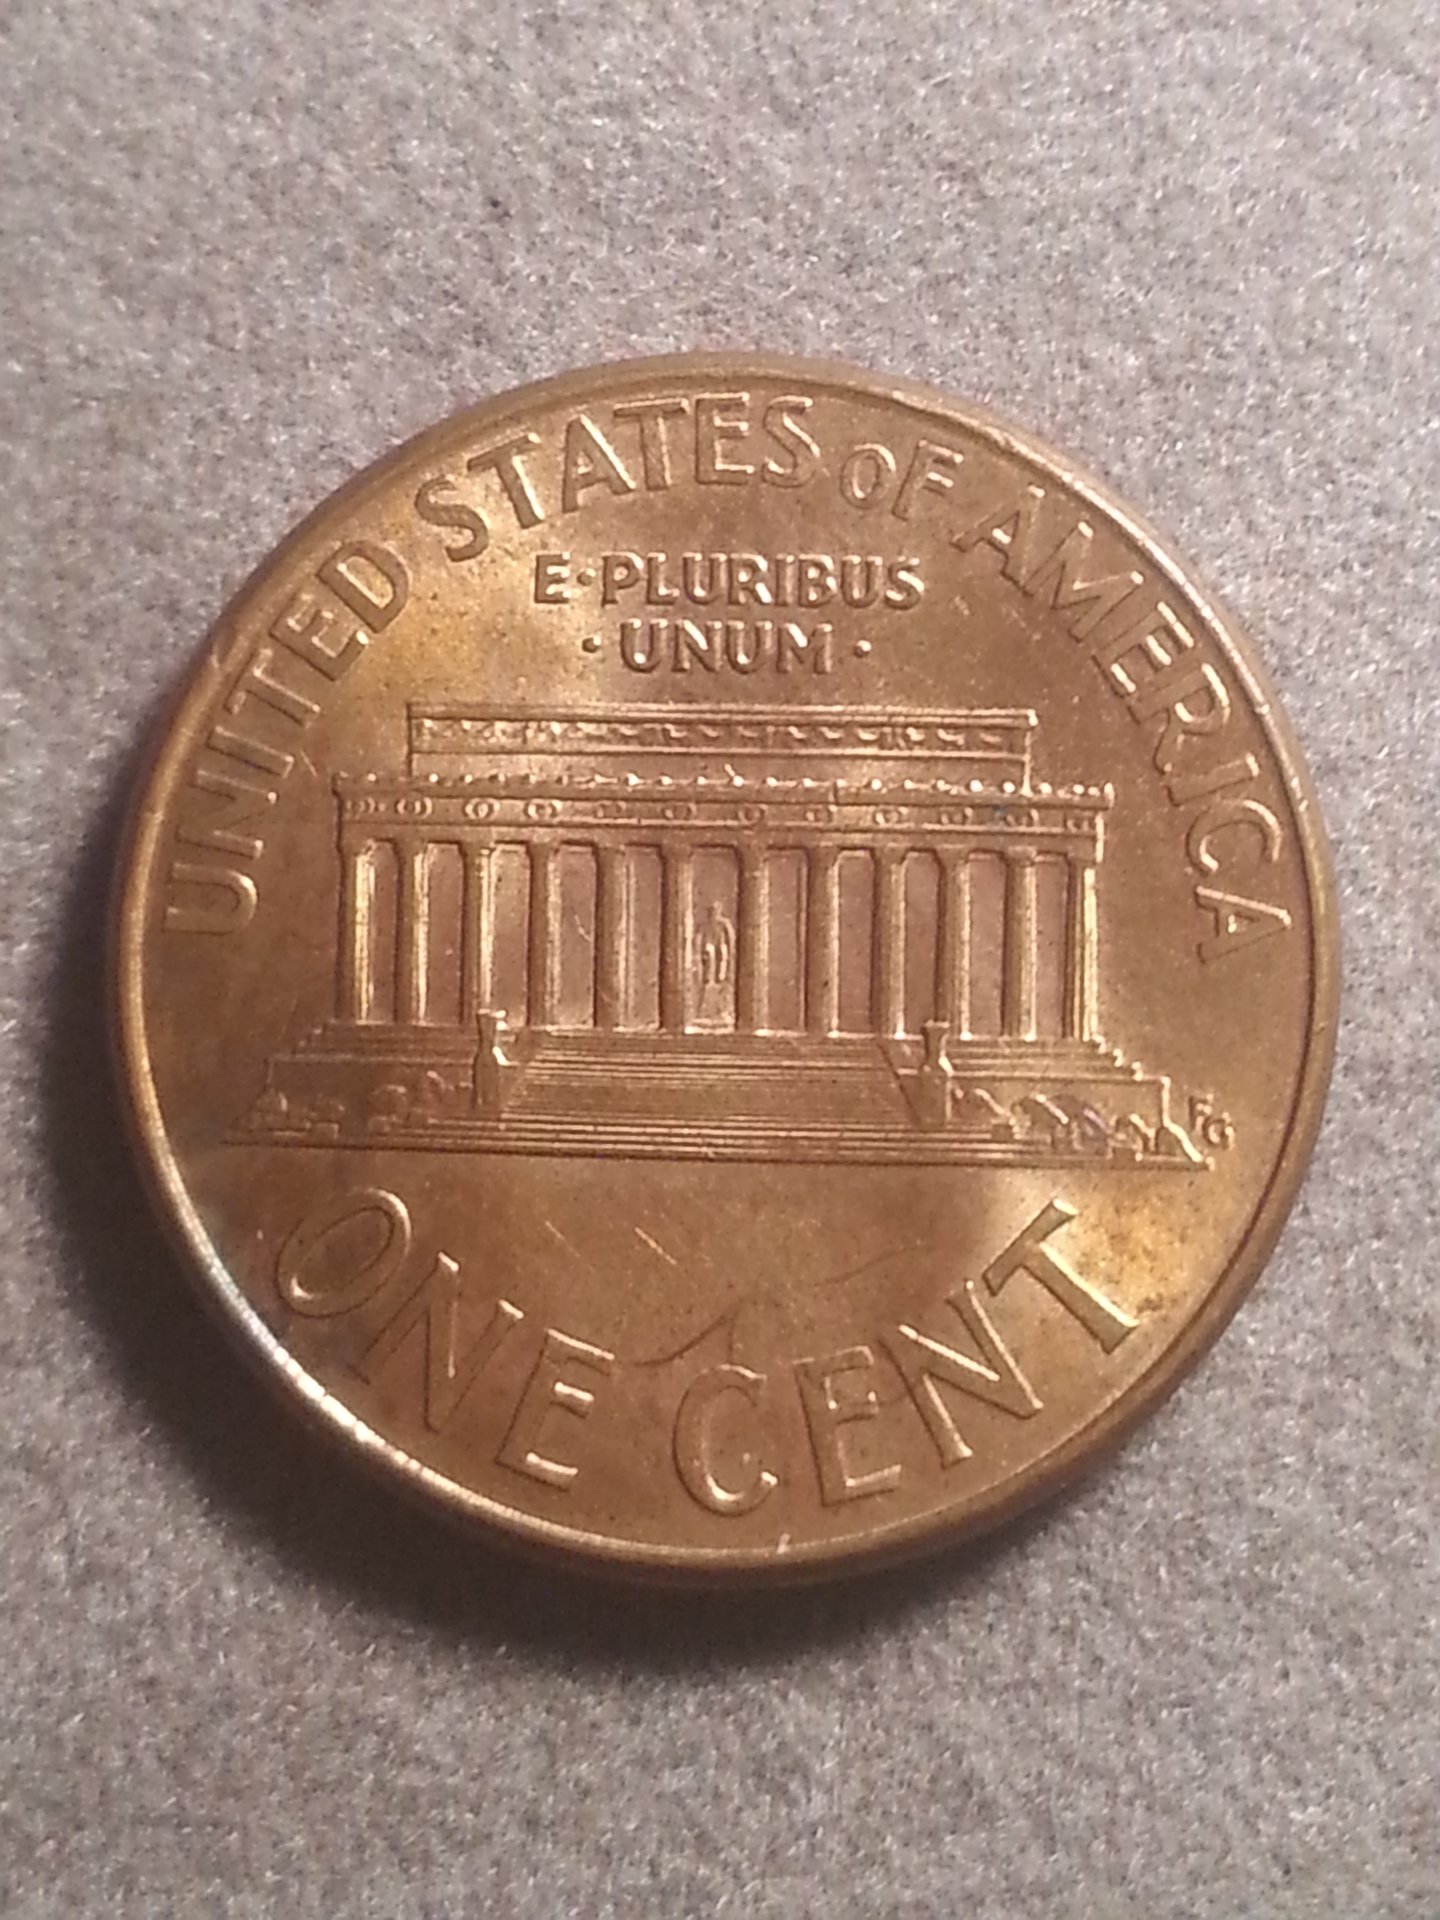 UNITED STATES OF AMERICA
E·PLURIBUS
·UNUM·
FG
ONE CENT